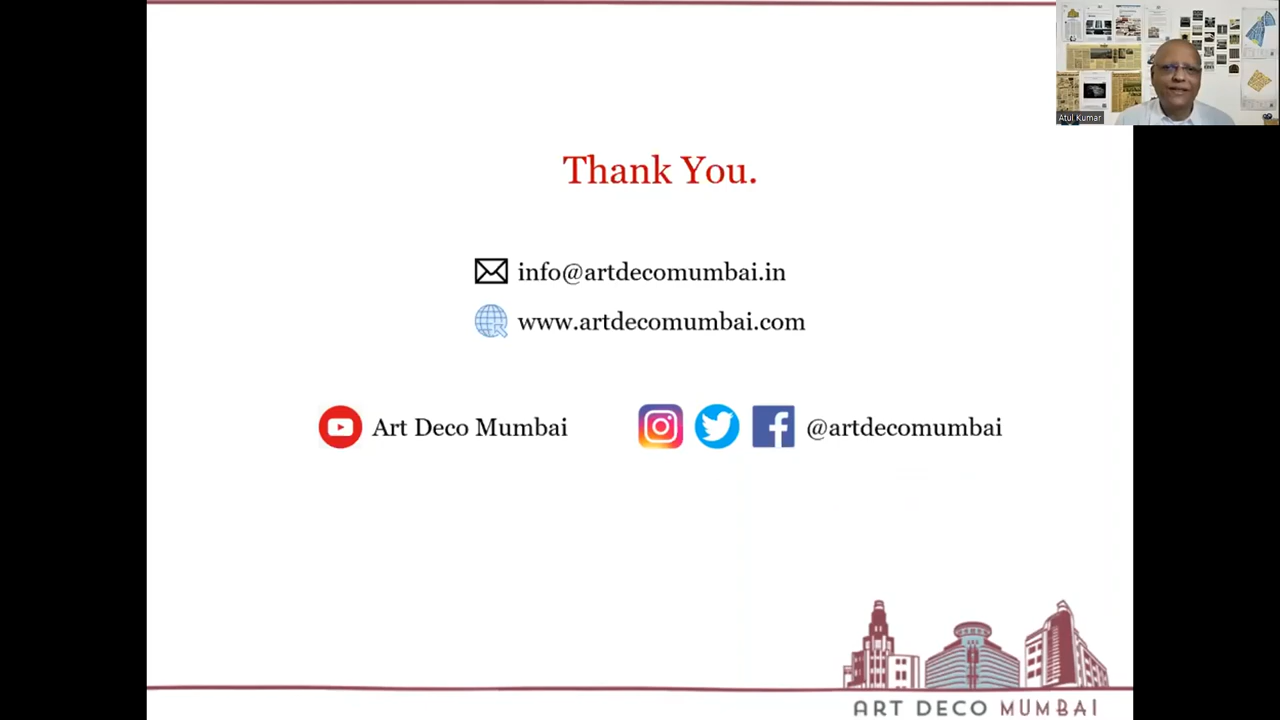 Atul Kumar
Thank You.
info@artdecomumbai.in
www.artdecomumbai.com
Art Deco Mumbai
@artdecomumbai
ART DECO MUMBAI